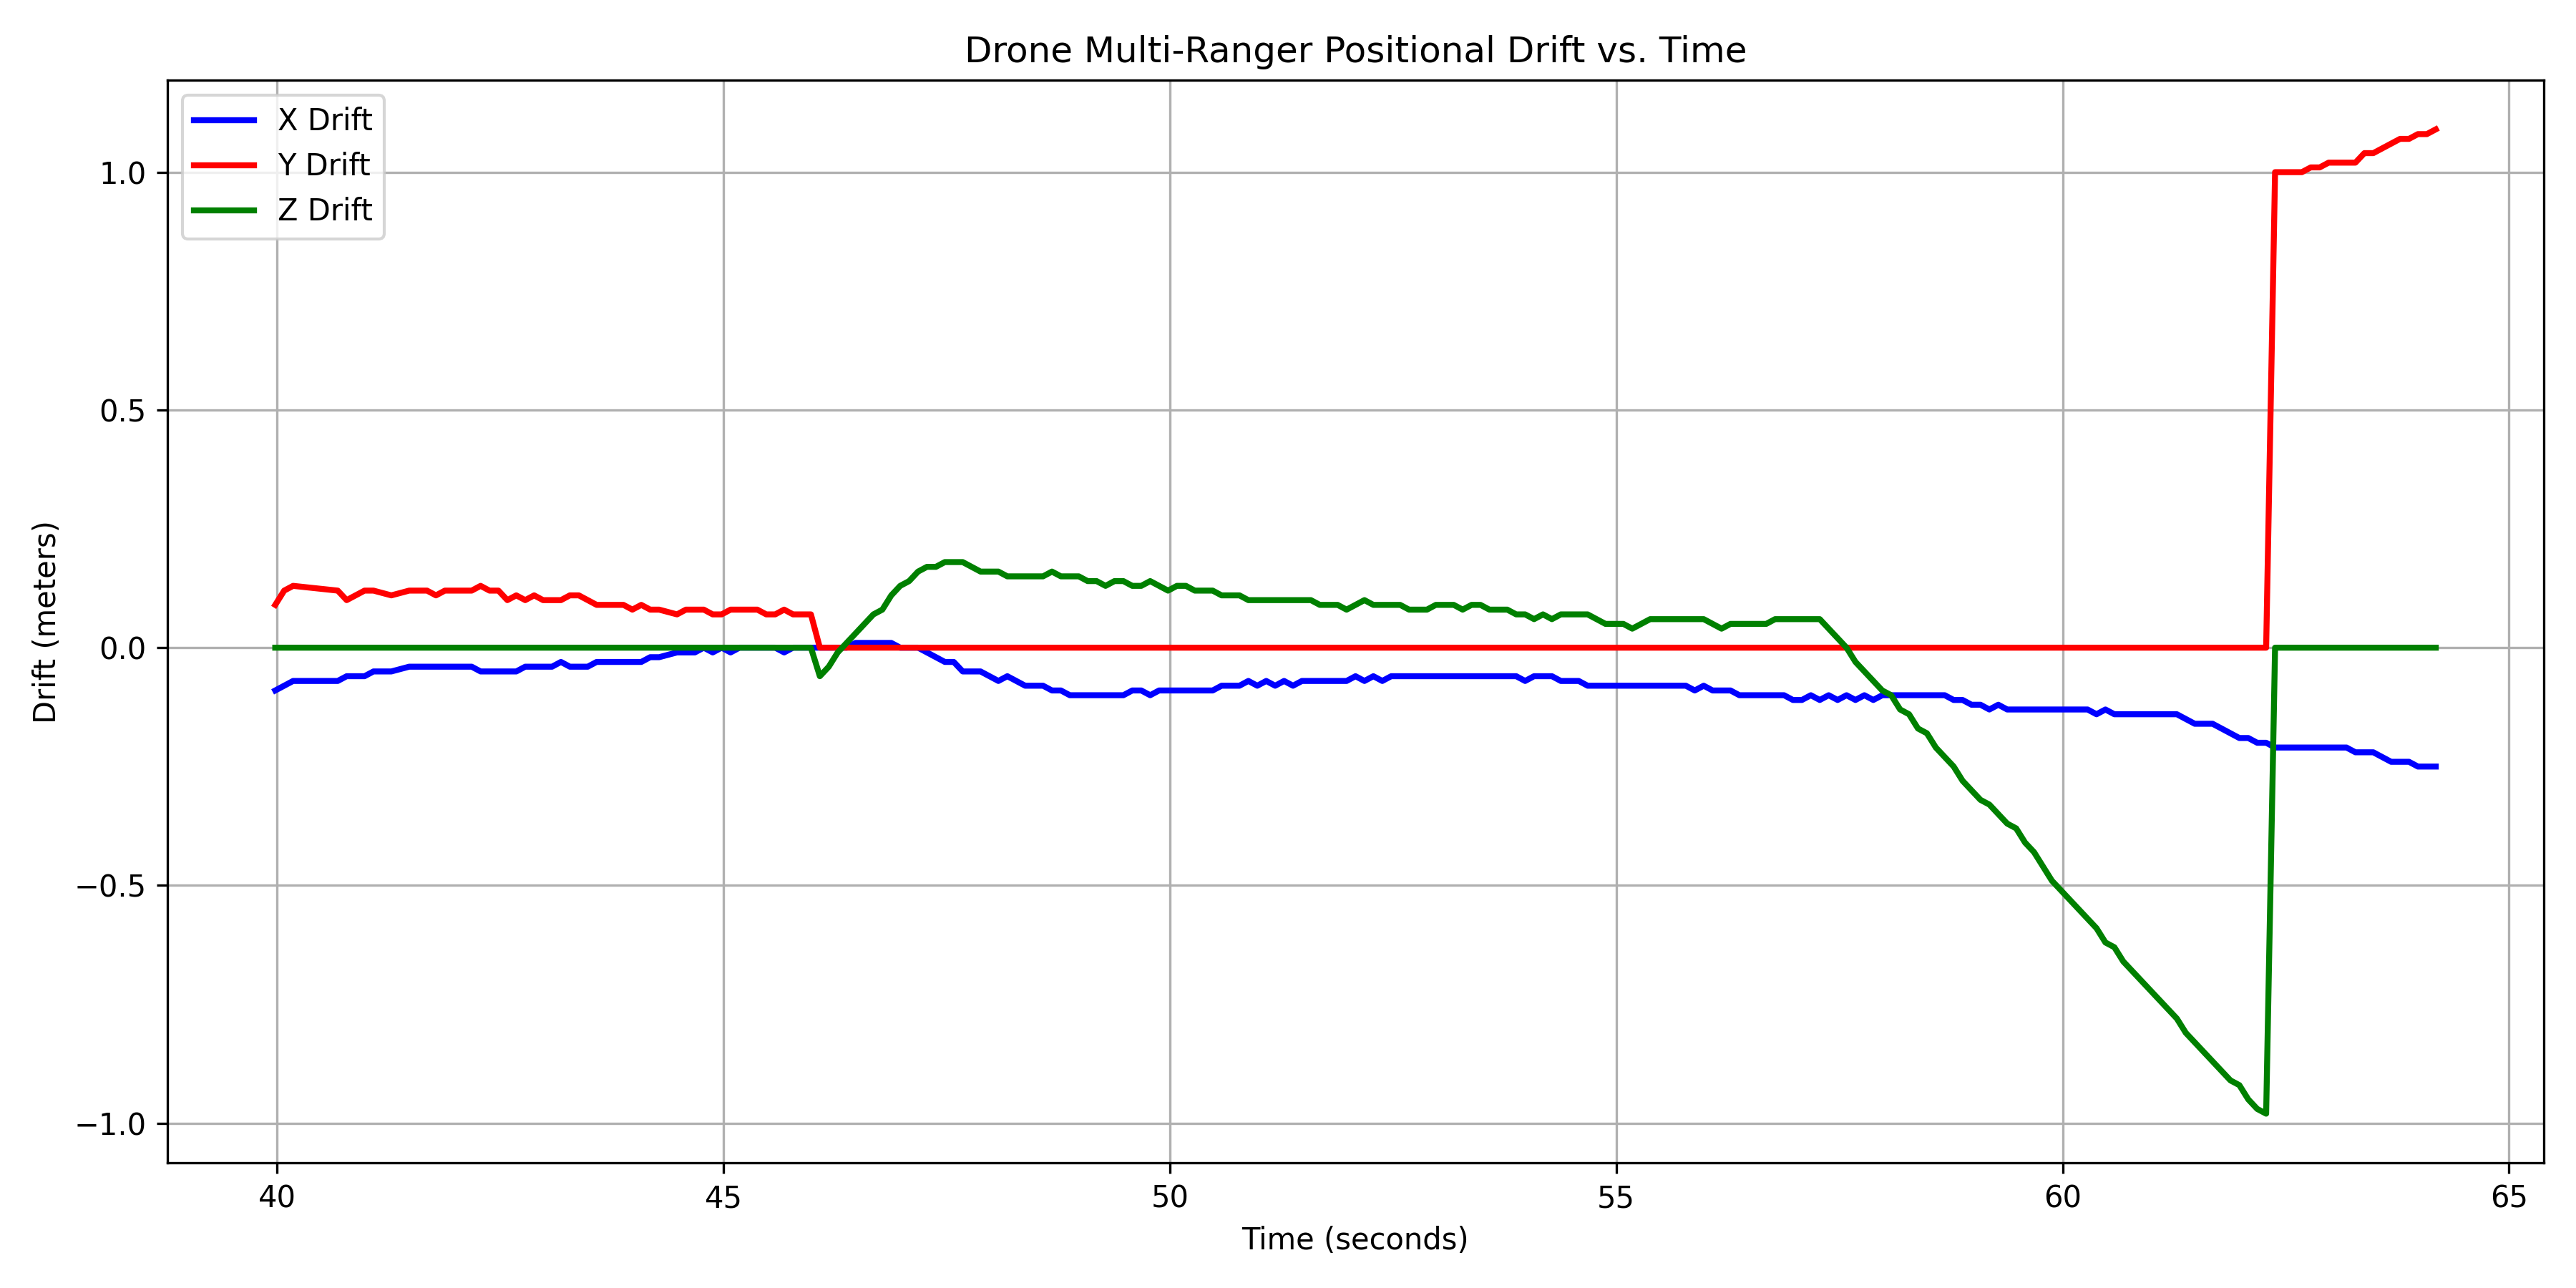 Drone Multi-Ranger Positional Drift vs. Time
X Drift
Y Drift
Z Drift
1.0
0.5
0.0
−0.5
−1.0
Drift (meters)
40 45 50 55 60 65
Time (seconds)